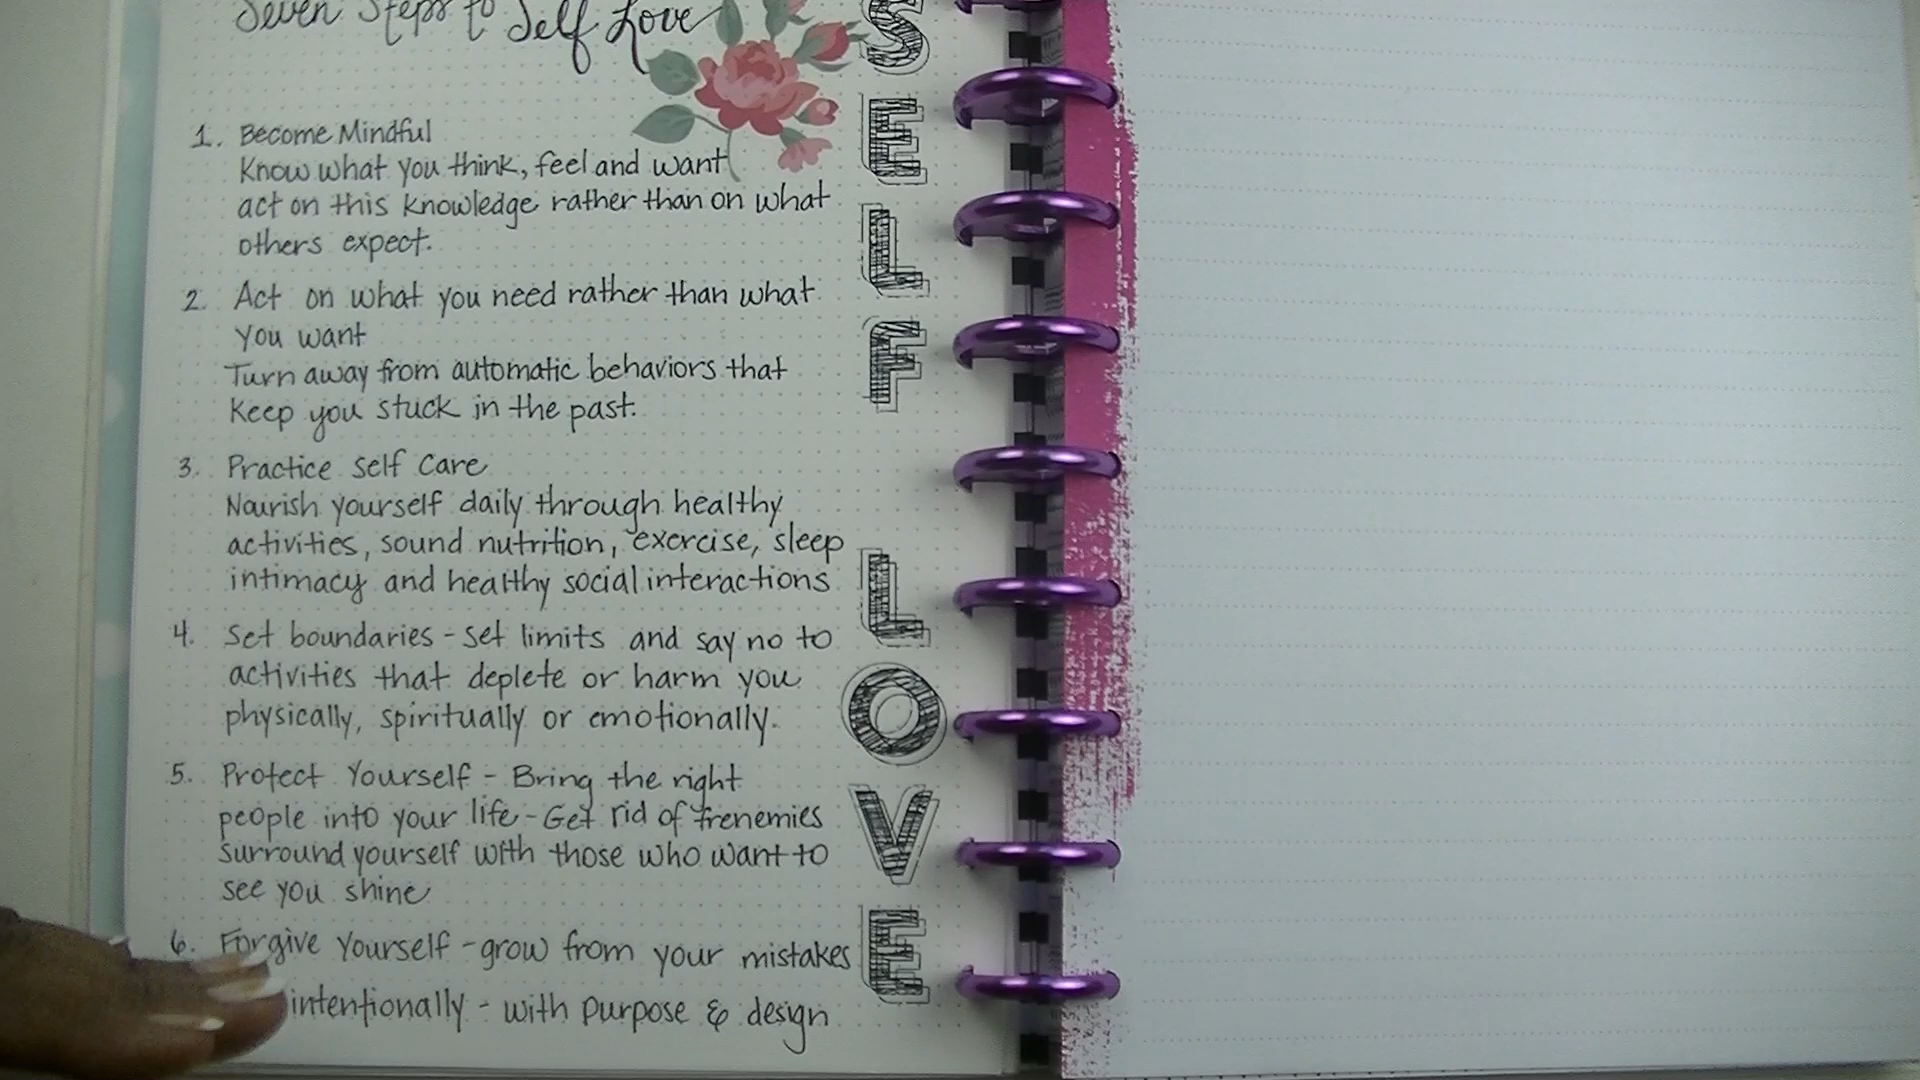 Seven Steps to Self Love
1. Become Mindful
Know what you think, feel and want
act on this knowledge rather than on what
others expect.
2. Act on what you need rather than what
you want
Turn away from automatic behaviors that
keep you stuck in the past.
3. Practice Self Care
Nourish yourself daily through healthy
activities, sound nutrition, exercise, sleep
intimacy and healthy social interactions
4. Set boundaries - set limits and say no to
activities that deplete or harm you
physically, spiritually or emotionally.
5. Protect Yourself - Bring the right
people into your life - Get rid of frenemies
surround yourself with those who want to
see you shine
6. Forgive Yourself - grow from your mistakes
intentionally - with purpose & design
SELF LOVE